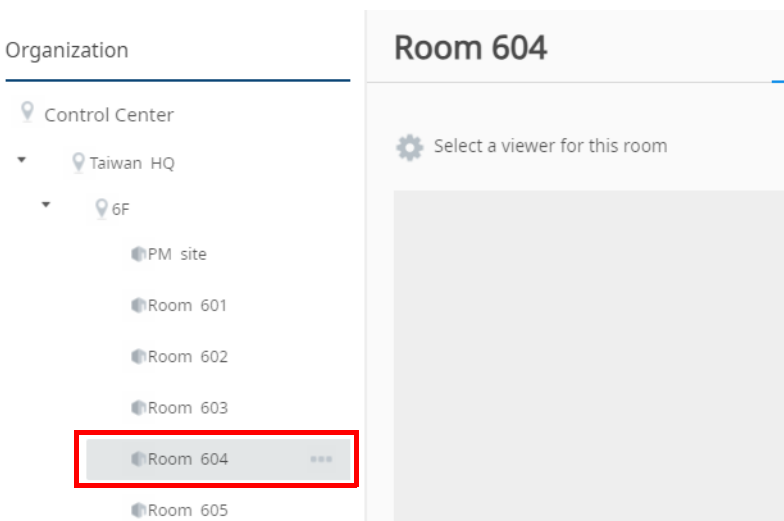 Organization
Control Center
Taiwan HQ
6F
PM site
Room 601
Room 602
Room 603
Room 604
Room 605
Room 604
Select a viewer for this room